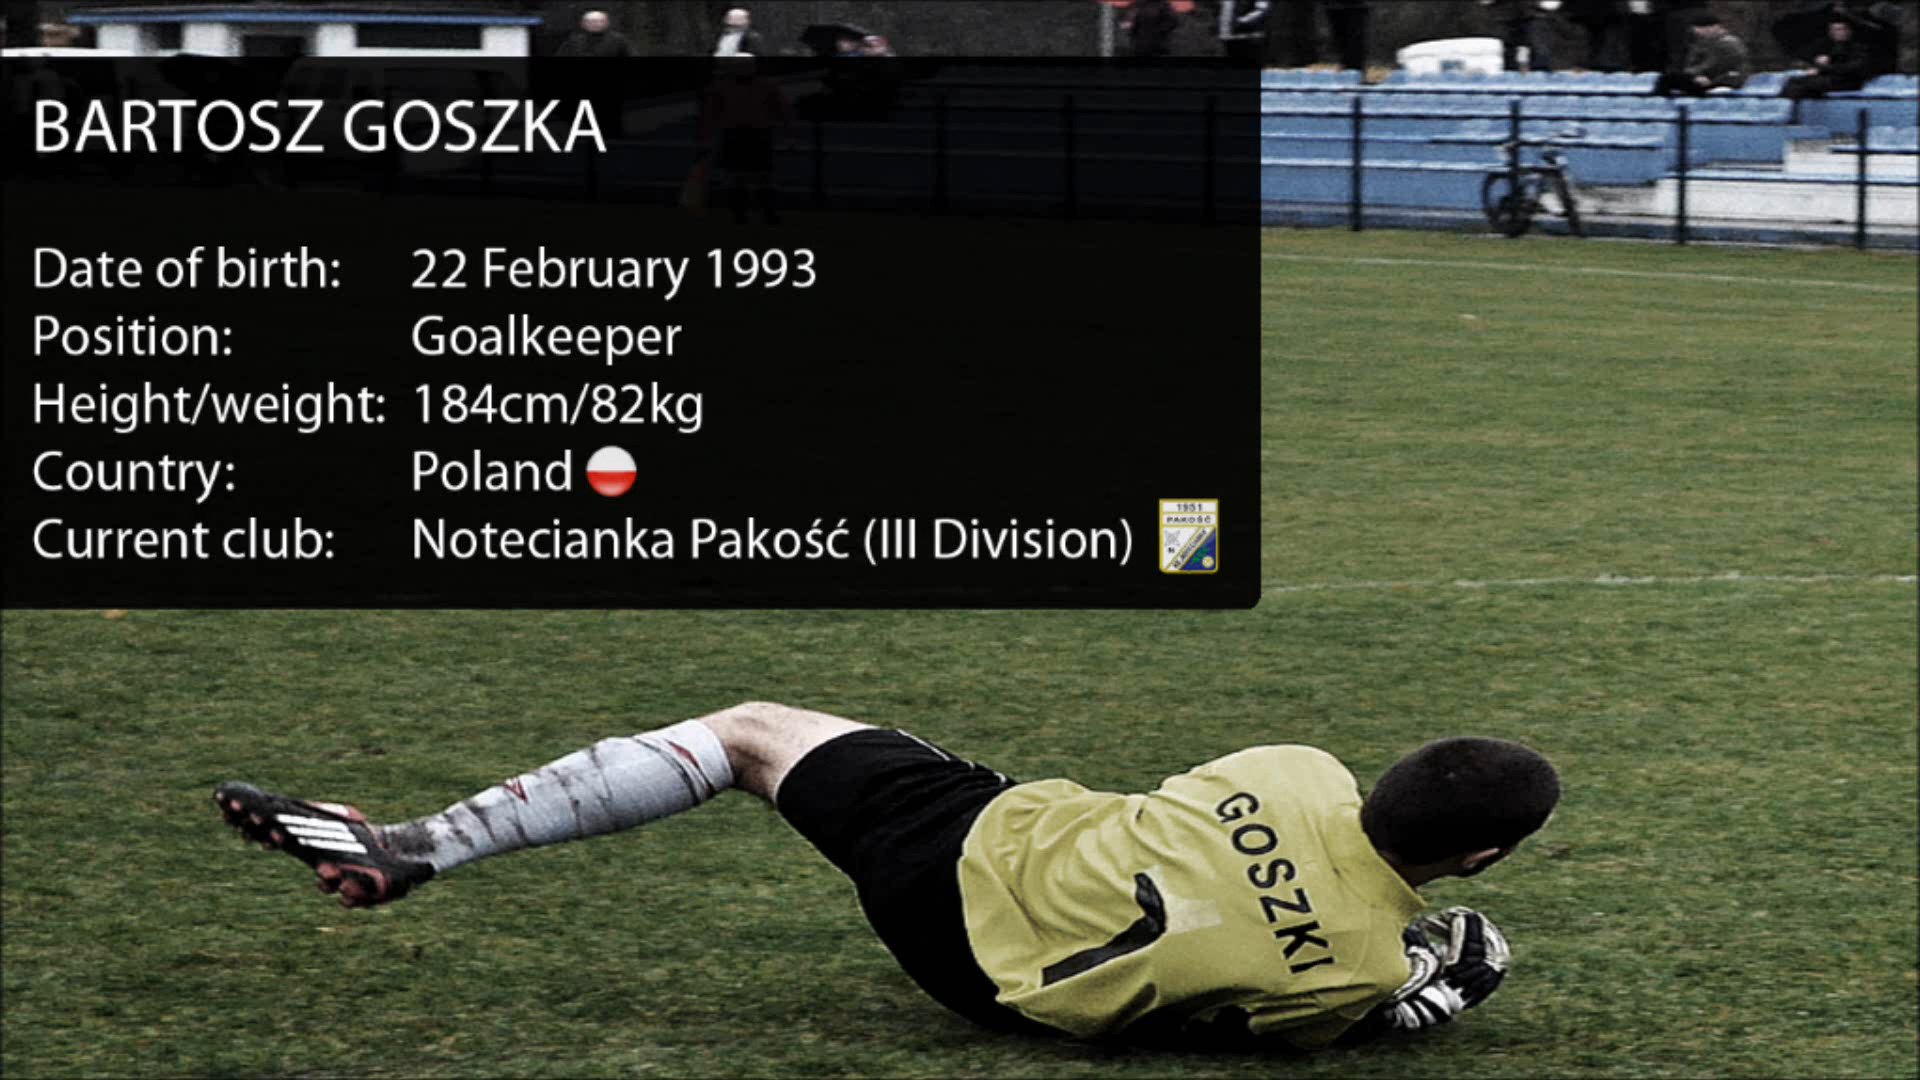 BARTOSZ GOSZKA
Date of birth: 22 February 1993
Position: Goalkeeper
Height/weight: 184cm/82kg
Country: Poland
Current club: Notecianka Pakość (III Division)
1951
PAKOŚĆ
GOSZKI
1